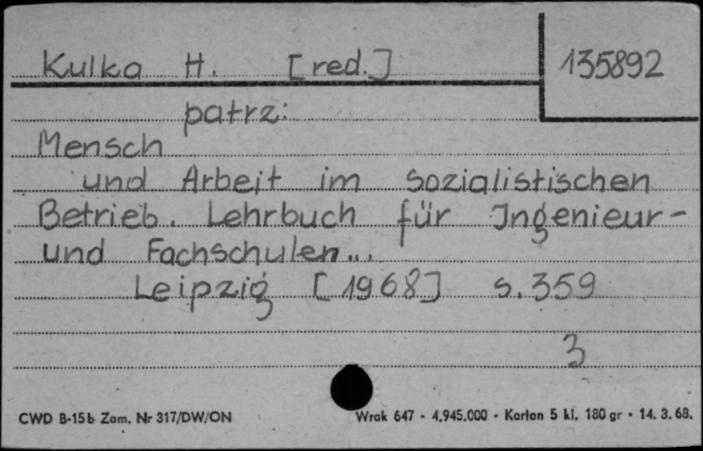 Kulka H. [red.] 135892
patrz:
Mensch
und Arbeit im sozialistischen
Betrieb. Lehrbuch für Ingenieur-
und Fachschulen...
Leipzig [1968] s. 359
3
CWD B-15b Zam. Nr 317/DW/ON Wrak 647 - 4.945.000 - Karton 5 kl. 180 gr - 14. 3. 68.